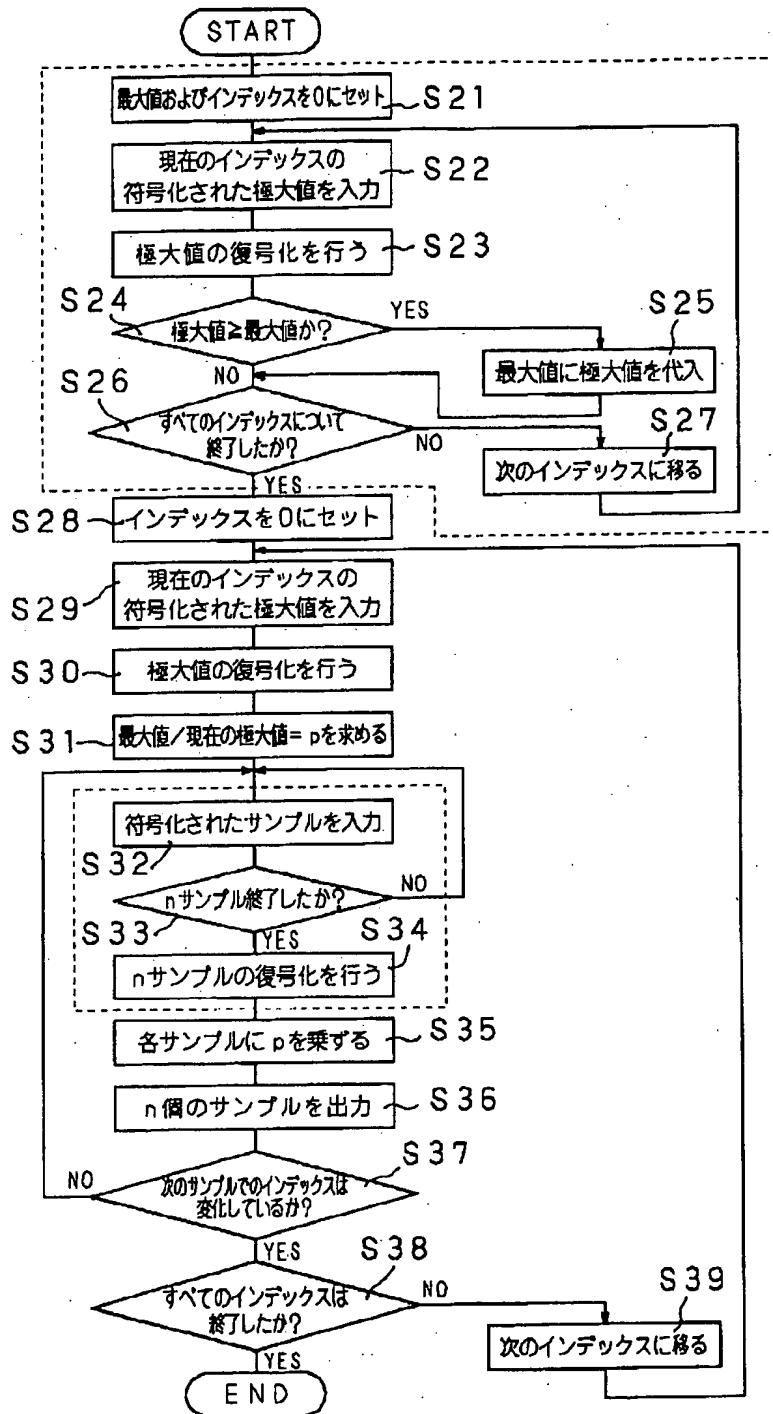 START
最大値およびインデックスを0にセット
S21
現在のインデックスの
符号化された極大値を入力
S22
極大値の復号化を行う
S23
S24
極大値≧最大値か?
YES
S25
最大値に極大値を代入
NO
S26
すべてのインデックスについて
終了したか?
NO
S27
次のインデックスに移る
YES
S28
インデックスを0にセット
S29
現在のインデックスの
符号化された極大値を入力
S30
極大値の復号化を行う
S31
最大値/現在の極大値=pを求める
符号化されたサンプルを入力
S32
nサンプル終了したか?
NO
S33
YES
S34
nサンプルの復号化を行う
各サンプルにpを乗ずる
S35
n個のサンプルを出力
S36
S37
NO
次のサンプルでのインデックスは
変化しているか?
YES
S38
すべてのインデックスは
終了したか?
NO
S39
次のインデックスに移る
YES
END